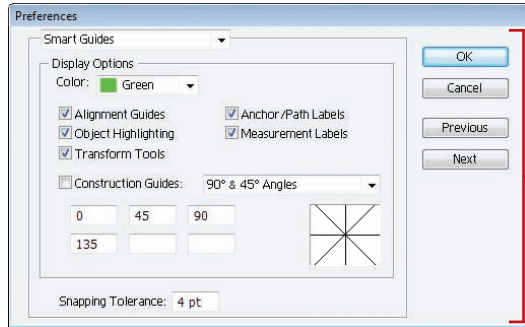 Preferences
Smart Guides
Display Options
Color: Green
Alignment Guides Anchor/Path Labels
Object Highlighting Measurement Labels
Transform Tools
Construction Guides: 90° & 45° Angles
0 45 90
135
Snapping Tolerance: 4 pt
OK
Cancel
Previous
Next